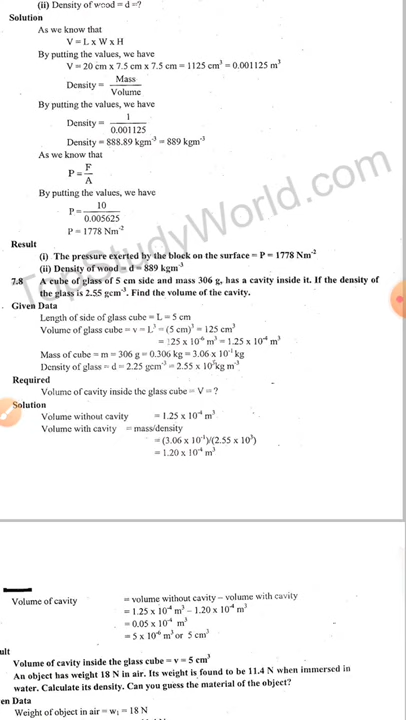 (ii) Density of wood = d =?
Solution
As we know that
V = L x W x H
By putting the values, we have
V = 20 cm x 7.5 cm x 7.5 cm = 1125 cm³ = 0.001125 m³
Density = Mass / Volume
By putting the values, we have
Density = 1 / 0.001125
Density = 888.89 kgm⁻³ = 889 kgm⁻³
As we know that
P = F / A
By putting the values, we have
P = 10 / 0.005625
P = 1778 Nm⁻²
Result
(i) The pressure exerted by the block on the surface = P = 1778 Nm⁻²
(ii) Density of wood = d = 889 kgm⁻³
7.8 A cube of glass of 5 cm side and mass 306 g, has a cavity inside it. If the density of
the glass is 2.55 gcm⁻³. Find the volume of the cavity.
Given Data
Length of side of glass cube = L = 5 cm
Volume of glass cube = v = L³ = (5 cm)³ = 125 cm³
= 125 x 10⁻⁶ m³ = 1.25 x 10⁻⁴ m³
Mass of cube = m = 306 g = 0.306 kg = 3.06 x 10⁻¹ kg
Density of glass = d = 2.25 gcm⁻³ = 2.55 x 10³kg m⁻³
Required
Volume of cavity inside the glass cube = V = ?
Solution
Volume without cavity = 1.25 x 10⁻⁴ m³
Volume with cavity = mass/density
= (3.06 x 10⁻¹)/(2.55 x 10³)
= 1.20 x 10⁻⁴ m³
TopStudyWorld.com
Volume of cavity = volume without cavity – volume with cavity
= 1.25 x 10⁻⁴ m³ – 1.20 x 10⁻⁴ m³
= 0.05 x 10⁻⁴ m³
= 5 x 10⁻⁶ m³ or 5 cm³
ult
Volume of cavity inside the glass cube = v = 5 cm³
An object has weight 18 N in air. Its weight is found to be 11.4 N when immersed in
water. Calculate its density. Can you guess the material of the object?
en Data
Weight of object in air = w₁ = 18 N